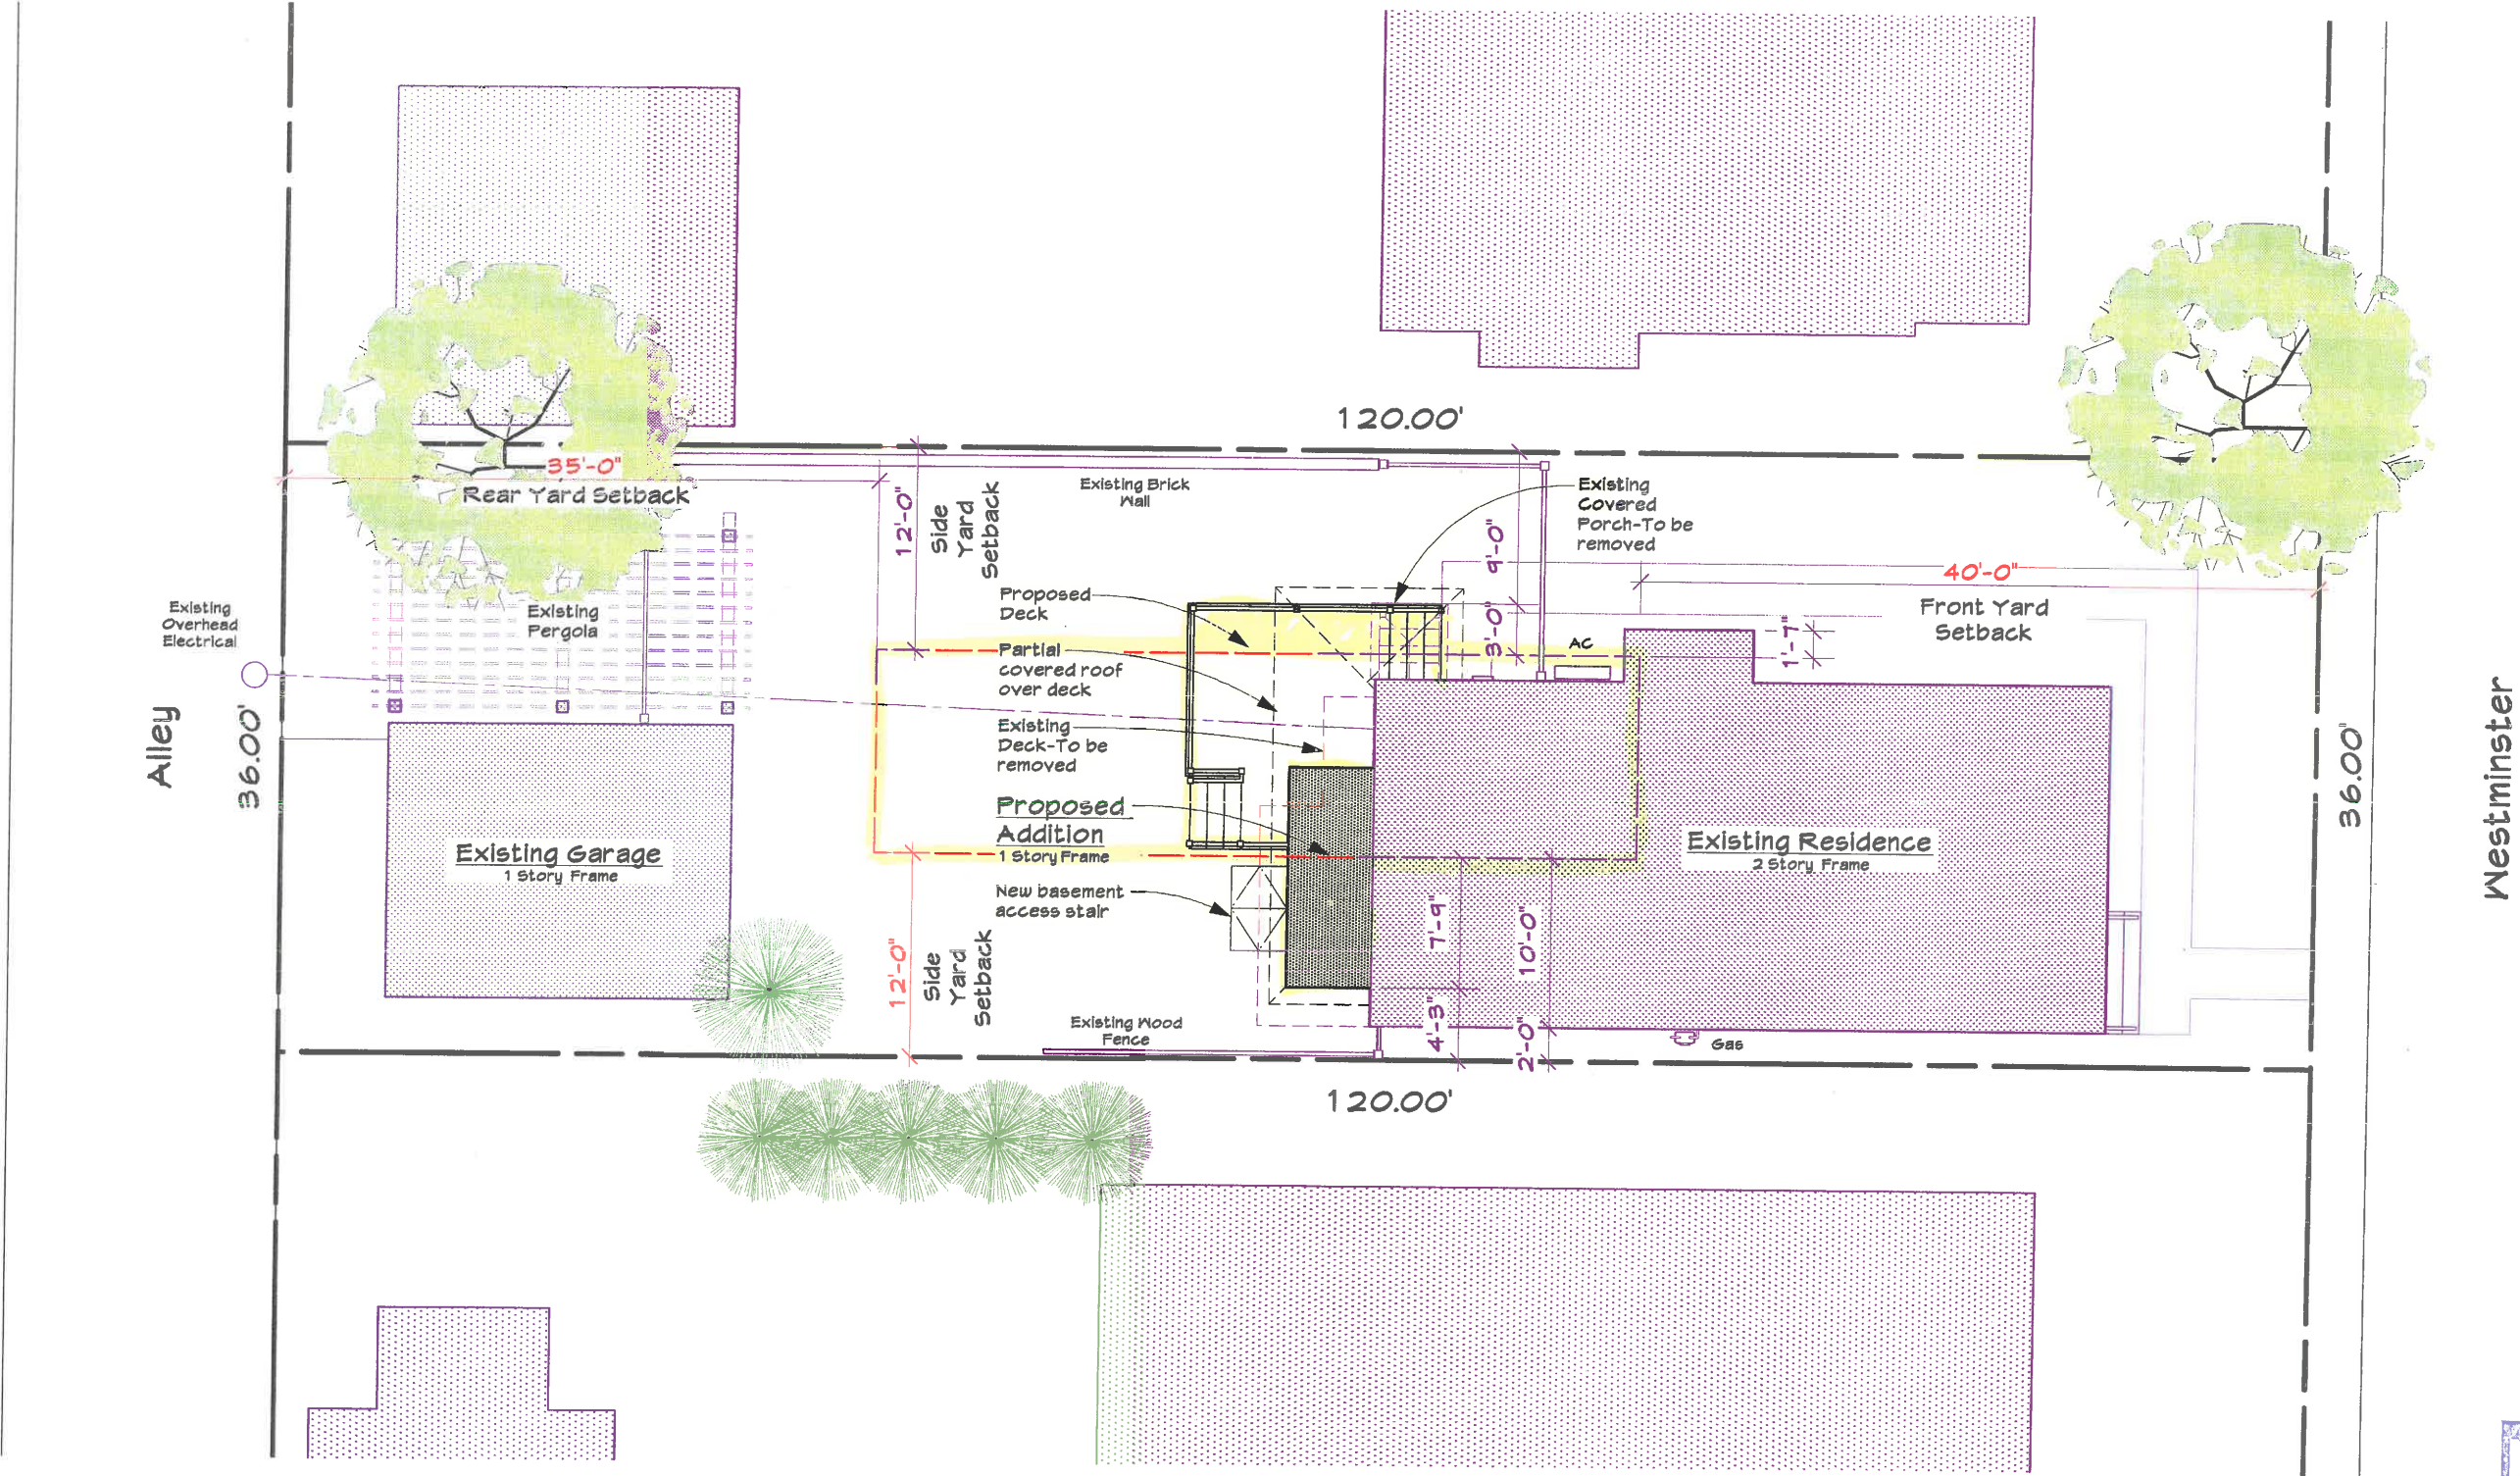 120.00'
35'-0"
Rear Yard Setback
12'-0"
Side
Yard
Setback
Existing Brick
Wall
Existing
Covered
Porch-To be
removed
9'-0"
3'-0"
40'-0"
Front Yard
Setback
1'-7"
AC
Existing
Overhead
Electrical
Existing
Pergola
Proposed
Deck
Partial
covered roof
over deck
Existing
Deck-To be
removed
Proposed
Addition
1 Story Frame
New basement
access stair
Alley
36.00'
Existing Garage
1 Story Frame
Existing Residence
2 Story Frame
36.00'
Westminster
12'-0"
Side
Yard
Setback
7'-9"
10'-0"
4'-3"
2'-0"
Existing Wood
Fence
Gas
120.00'